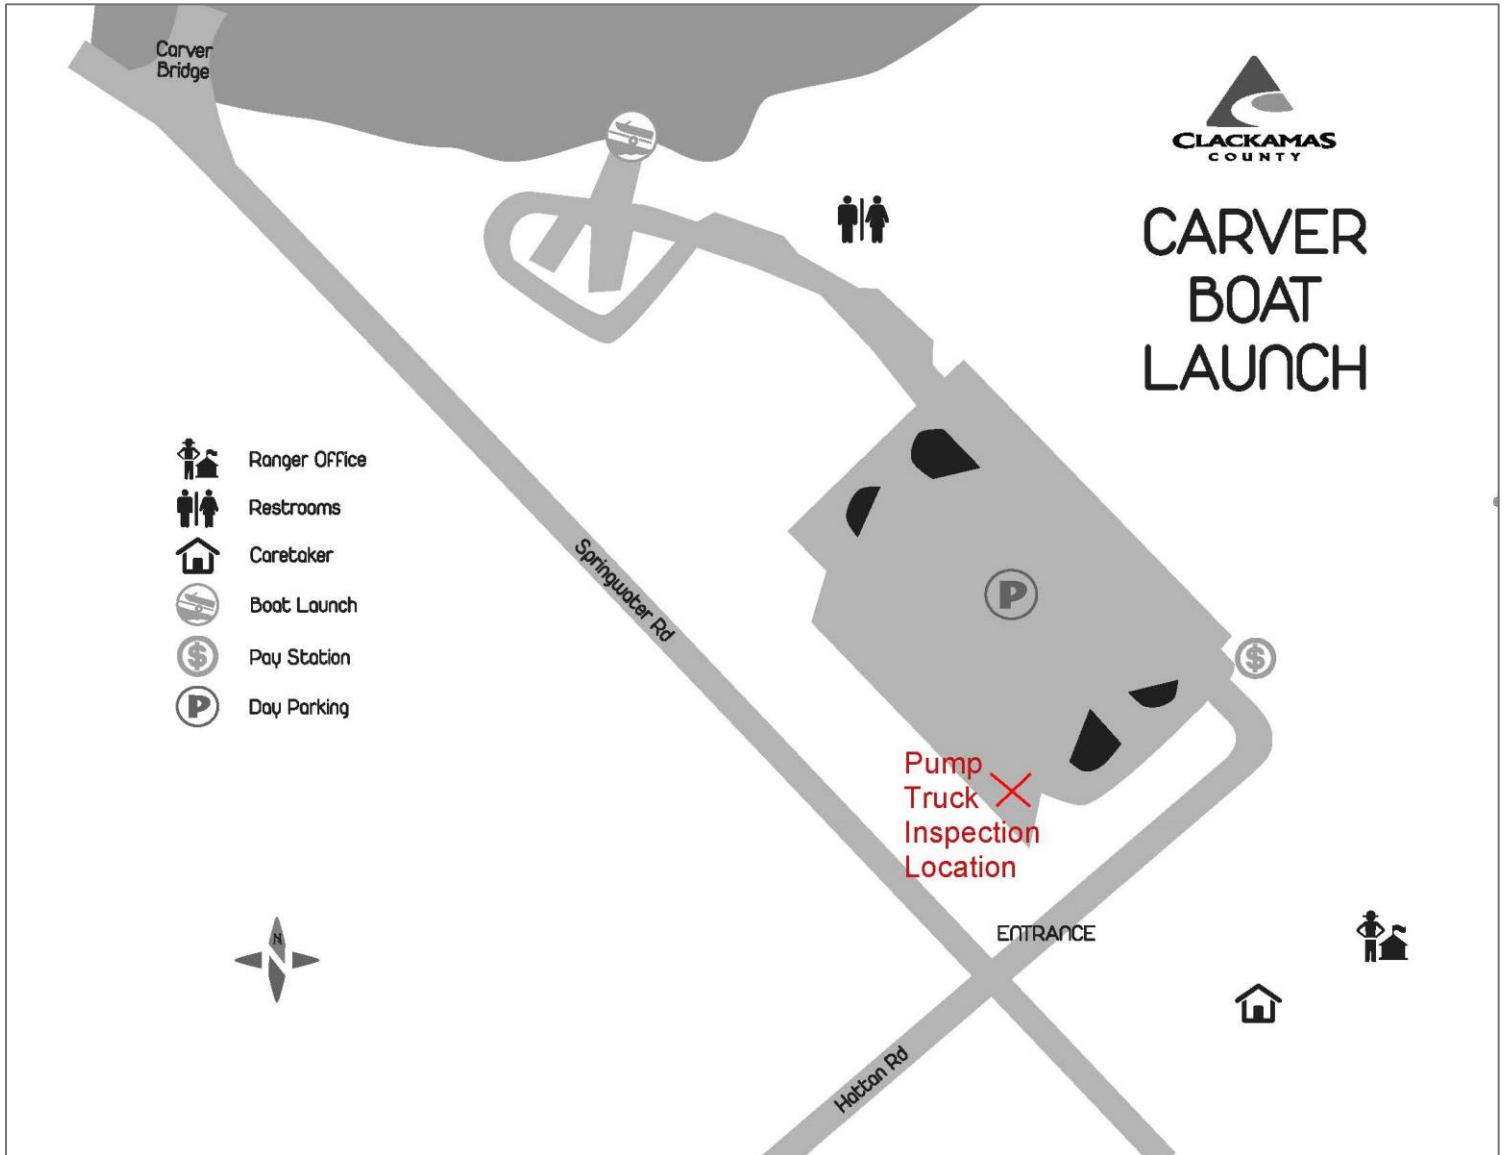 Carver
Bridge
CLACKAMAS
COUNTY
CARVER
BOAT
LAUNCH
Ranger Office
Restrooms
Caretaker
Boat Launch
$
Pay Station
P
Day Parking
Springwater Rd
P
$
Pump
Truck
Inspection
Location
ENTRANCE
N
Hattan Rd